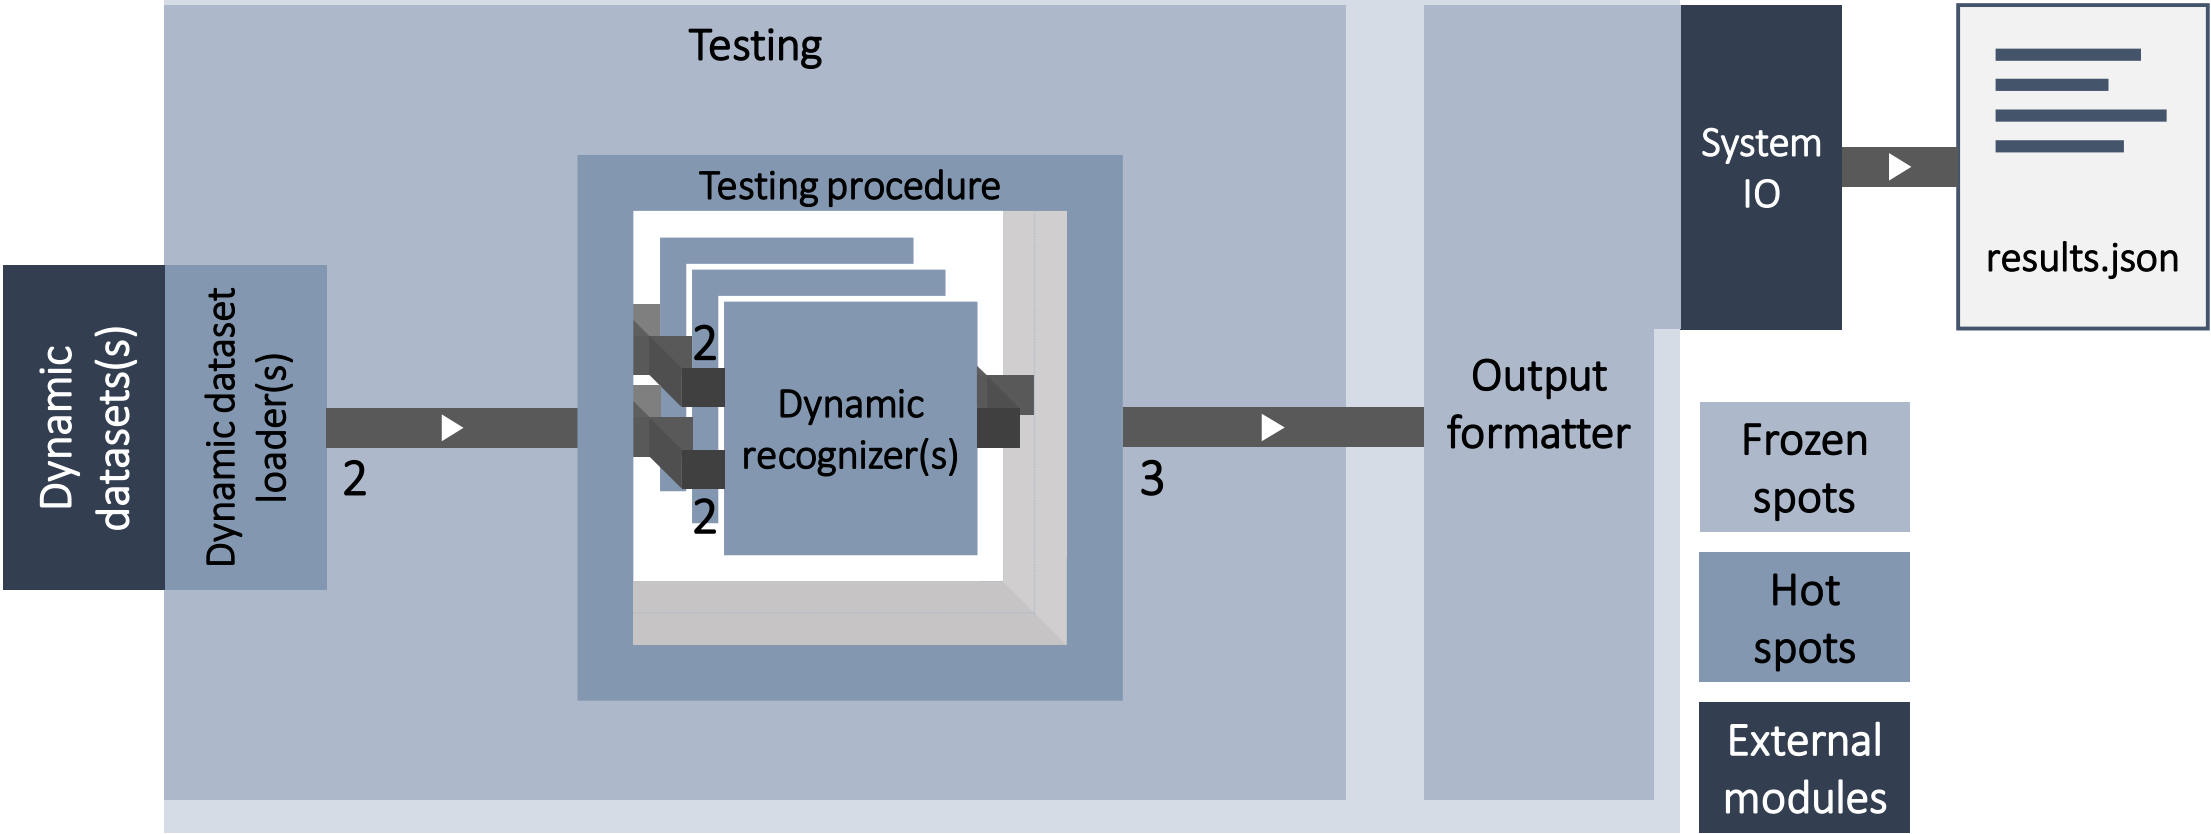 Testing
Testing procedure
Dynamic
datasets(s)
Dynamic dataset
loader(s)
2
2
2
Dynamic
recognizer(s)
3
Output
formatter
System
IO
results.json
Frozen
spots
Hot
spots
External
modules